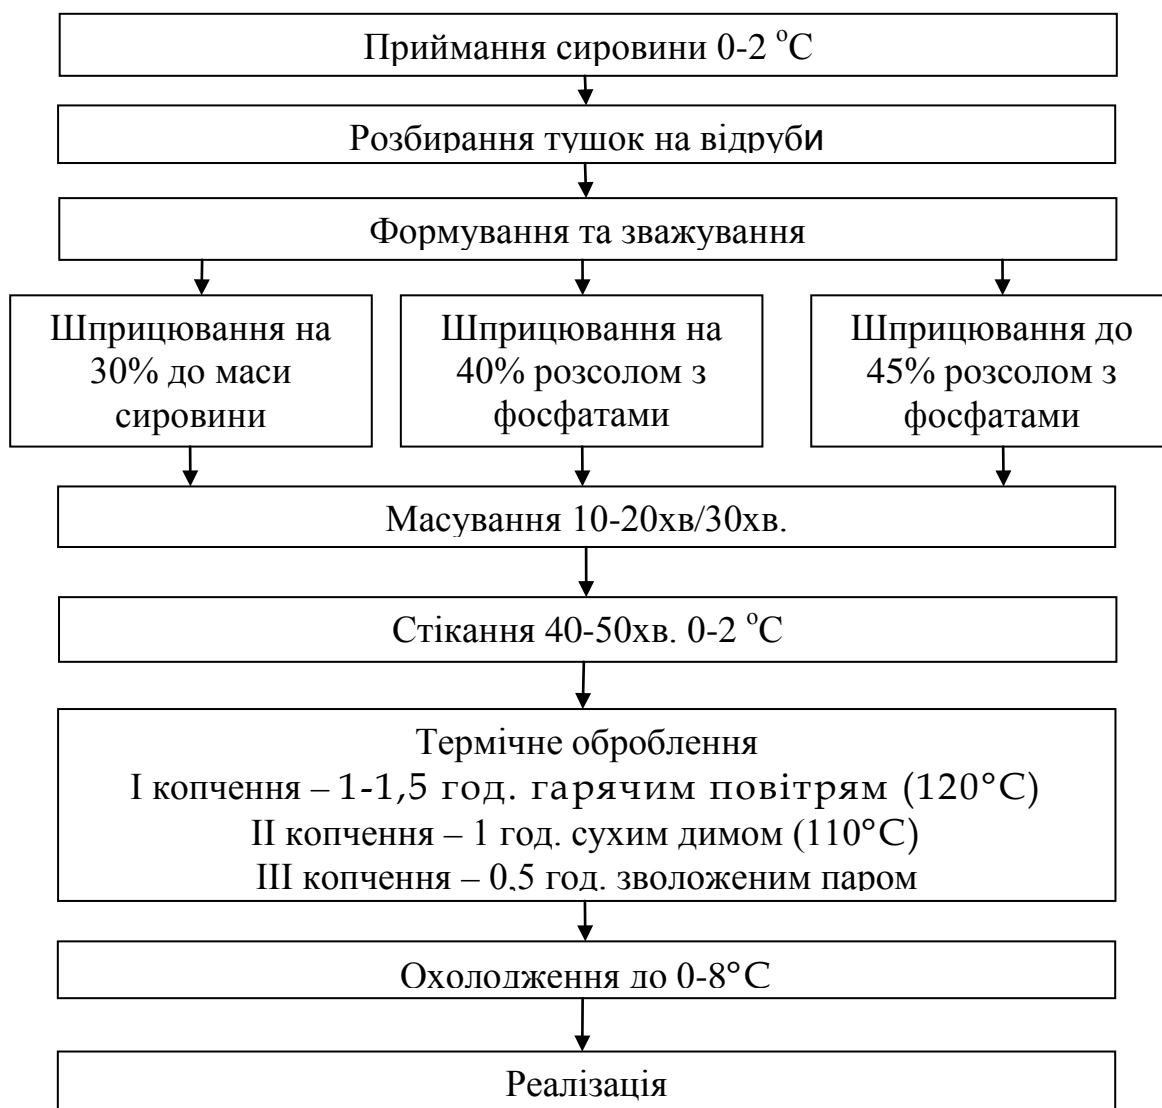 Приймання сировини 0-2 °С
Розбирання тушок на відруби
Формування та зважування
Шприцювання на
30% до маси
сировини
Шприцювання на
40% розсолом з
фосфатами
Шприцювання до
45% розсолом з
фосфатами
Масування 10-20хв/30хв.
Стікання 40-50хв. 0-2 °С
Термічне оброблення
І копчення – 1-1,5 год. гарячим повітрям (120°С)
ІІ копчення – 1 год. сухим димом (110°С)
ІІІ копчення – 0,5 год. зволоженим паром
Охолодження до 0-8°С
Реалізація